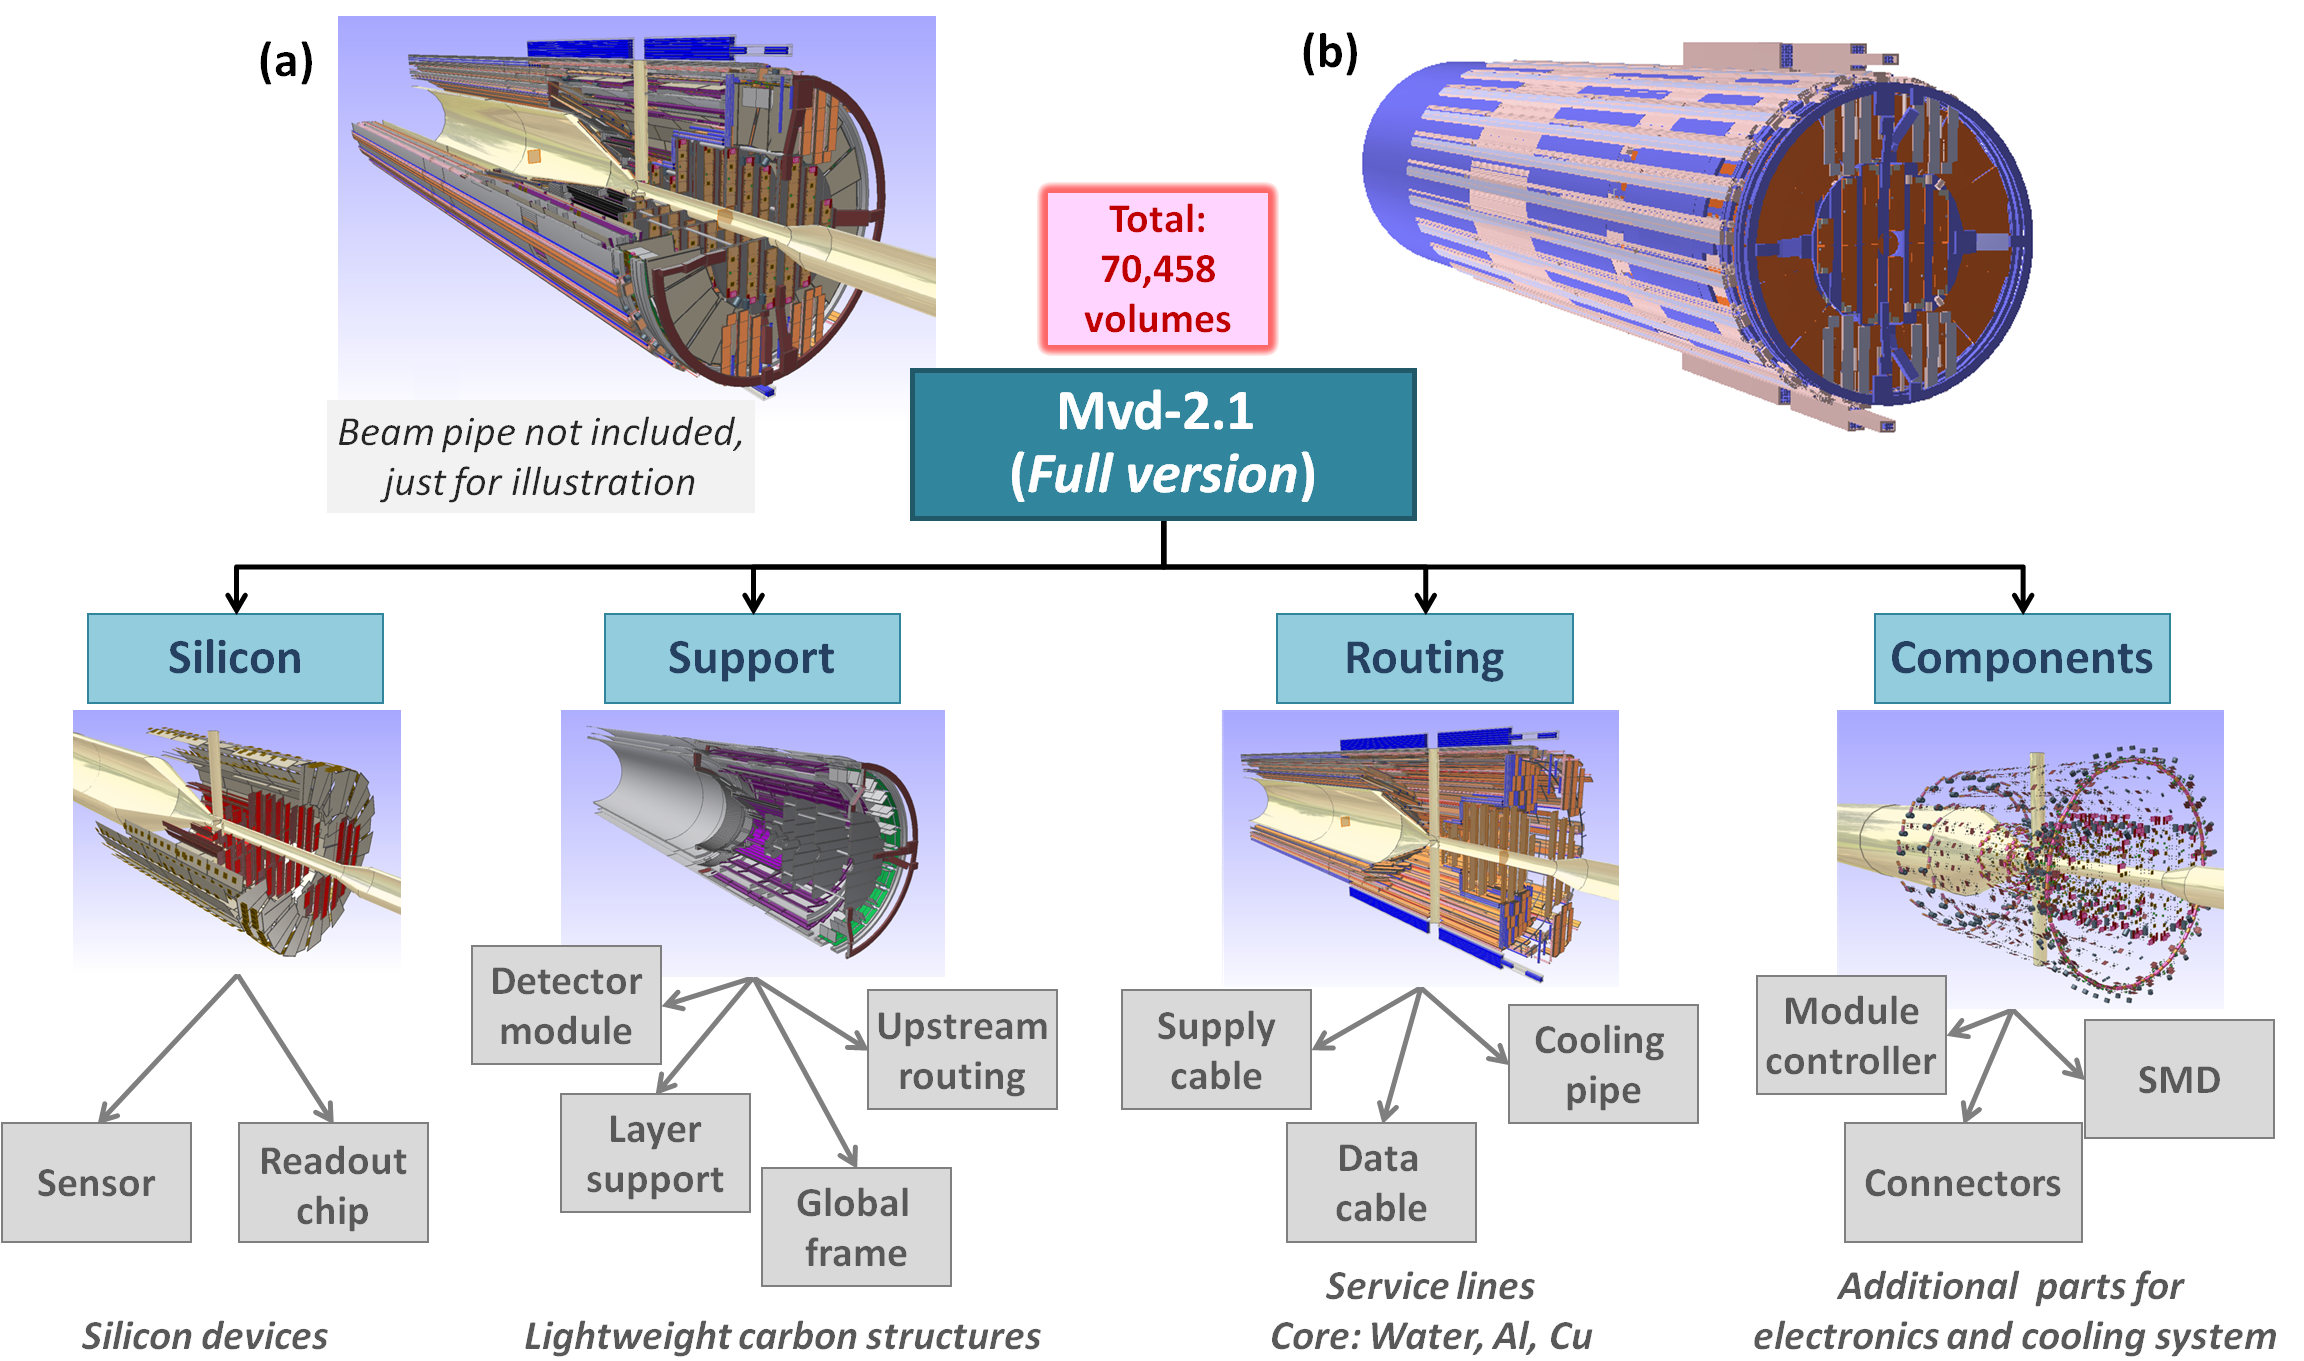 (a)
(b)
Total:
70,458
volumes
Beam pipe not included,
just for illustration
Mvd-2.1
(Full version)
Silicon
Support
Routing
Components
Detector
module
Upstream
routing
Layer
support
Global
frame
Sensor
Readout
chip
Supply
cable
Cooling
pipe
Data
cable
Module
controller
SMD
Connectors
Silicon devices
Lightweight carbon structures
Service lines
Core: Water, Al, Cu
Additional parts for
electronics and cooling system